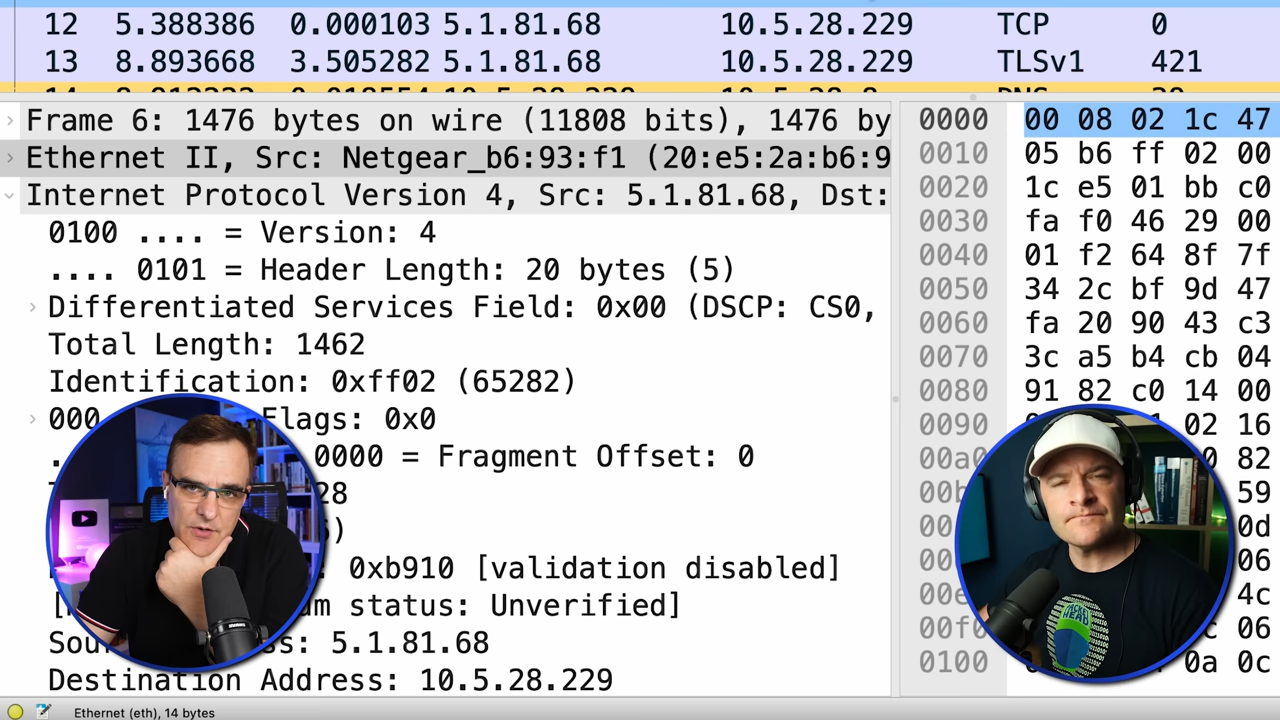 12 5.388386 0.000103 5.1.81.68 10.5.28.229 TCP 0
13 8.893668 3.505282 5.1.81.68 10.5.28.229 TLSv1 421
Frame 6: 1476 bytes on wire (11808 bits), 1476 by
Ethernet II, Src: Netgear_b6:93:f1 (20:e5:2a:b6:9
Internet Protocol Version 4, Src: 5.1.81.68, Dst:
0100 .... = Version: 4
.... 0101 = Header Length: 20 bytes (5)
Differentiated Services Field: 0x00 (DSCP: CS0,
Total Length: 1462
Identification: 0xff02 (65282)
000 Flags: 0x0
0000 = Fragment Offset: 0
28
)
0xb910 [validation disabled]
status: Unverified]
5.1.81.68
Destination Address: 10.5.28.229
0000 00 08 02 1c 47
0010 05 b6 ff 02 00
0020 1c e5 01 bb c0
0030 fa f0 46 29 00
0040 01 f2 64 8f 7f
0050 34 2c bf 9d 47
0060 fa 20 90 43 c3
0070 3c a5 b4 cb 04
0080 91 82 c0 14 00
0090 02 16
00a0 82
59
0d
06
4c
00f0 06
0100 0a 0c
Ethernet (eth), 14 bytes